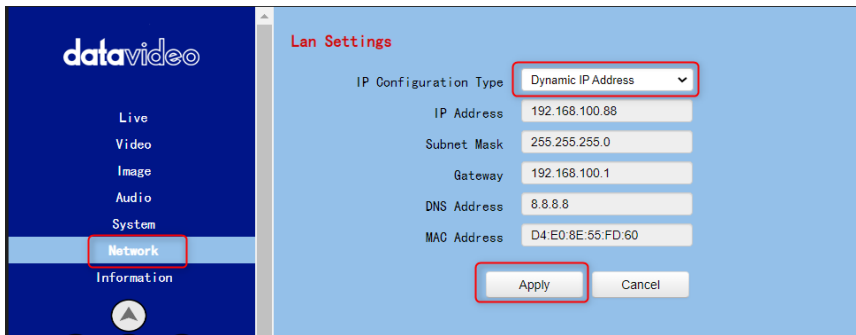 datavideo
Live
Video
Image
Audio
System
Network
Information
Lan Settings
IP Configuration Type Dynamic IP Address
IP Address 192.168.100.88
Subnet Mask 255.255.255.0
Gateway 192.168.100.1
DNS Address 8.8.8.8
MAC Address D4:E0:8E:55:FD:60
Apply Cancel